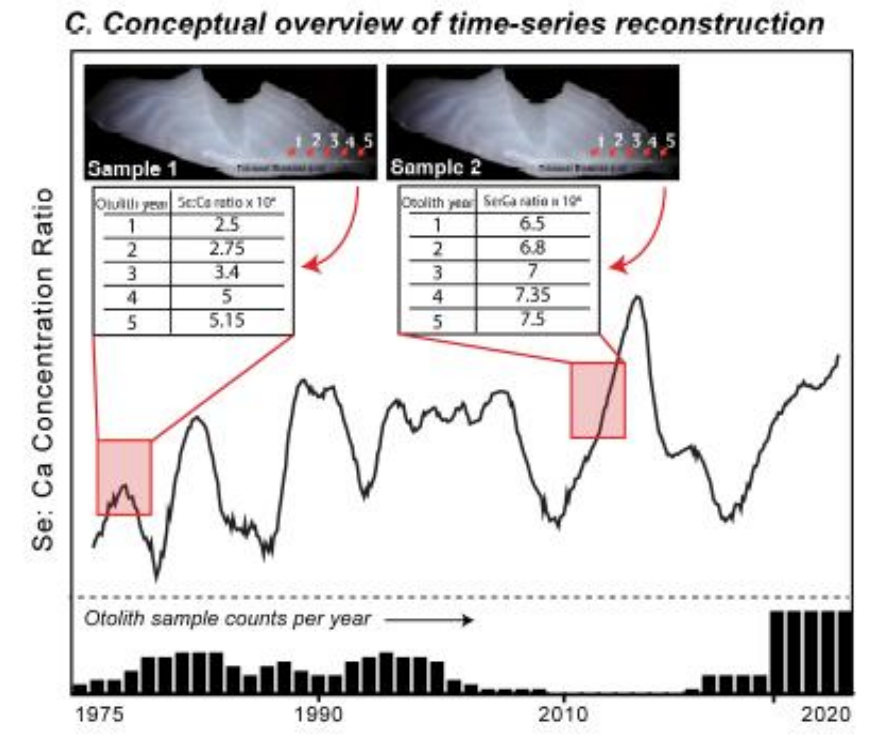 C. Conceptual overview of time-series reconstruction
1 2 3 4 5
Sample 1
1 2 3 4 5
Sample 2
Otolith year Se:Ca ratio x 10⁴
1 2.5
2 2.75
3 3.4
4 5
5 5.15
Otolith year Se:Ca ratio x 10⁴
1 6.5
2 6.8
3 7
4 7.35
5 7.5
Se: Ca Concentration Ratio
Otolith sample counts per year
1975 1990 2010 2020